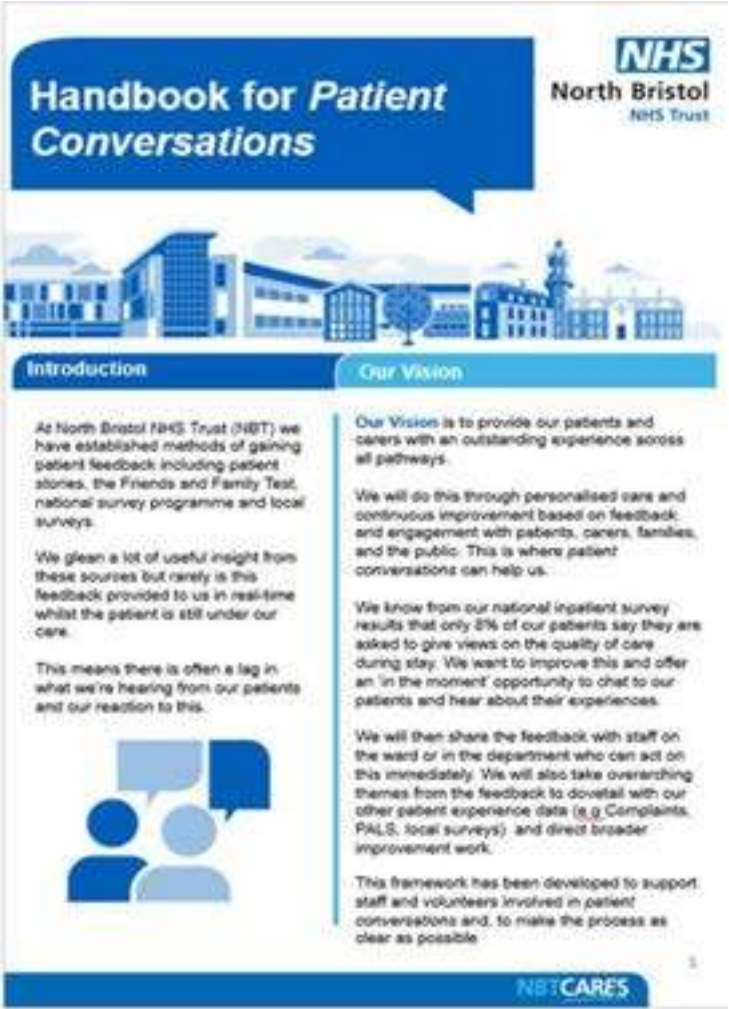 Handbook for Patient
Conversations
NHS
North Bristol
NHS Trust
Introduction
At North Bristol NHS Trust (NBT) we
have established methods of gaining
patient feedback including patient
stories, the Friends and Family Test,
national survey programme and local
surveys.
We glean a lot of useful insight from
these sources but rarely is this
feedback provided to us in real-time
whilst the patient is still under our
care.
This means there is often a lag in
what we're hearing from our patients
and our reaction to this.
Our Vision
Our Vision is to provide our patients and
carers with an outstanding experience across
all pathways.
We will do this through personalised care and
continuous improvement based on feedback
and engagement with patients, carers, families,
and the public. This is where patient
conversations can help us.
We know from our national inpatient survey
results that only 8% of our patients say they are
asked to give views on the quality of care
during stay. We want to improve this and offer
an 'in the moment' opportunity to chat to our
patients and hear about their experiences.
We will then share the feedback with staff on
the ward or in the department who can act on
this immediately. We will also take overarching
themes from the feedback to dovetail with our
other patient experience data (e.g Complaints,
PALS, local surveys) and direct broader
improvement work.
This framework has been developed to support
staff and volunteers involved in patient
conversations and, to make the process as
clear as possible
1
NBTCARES